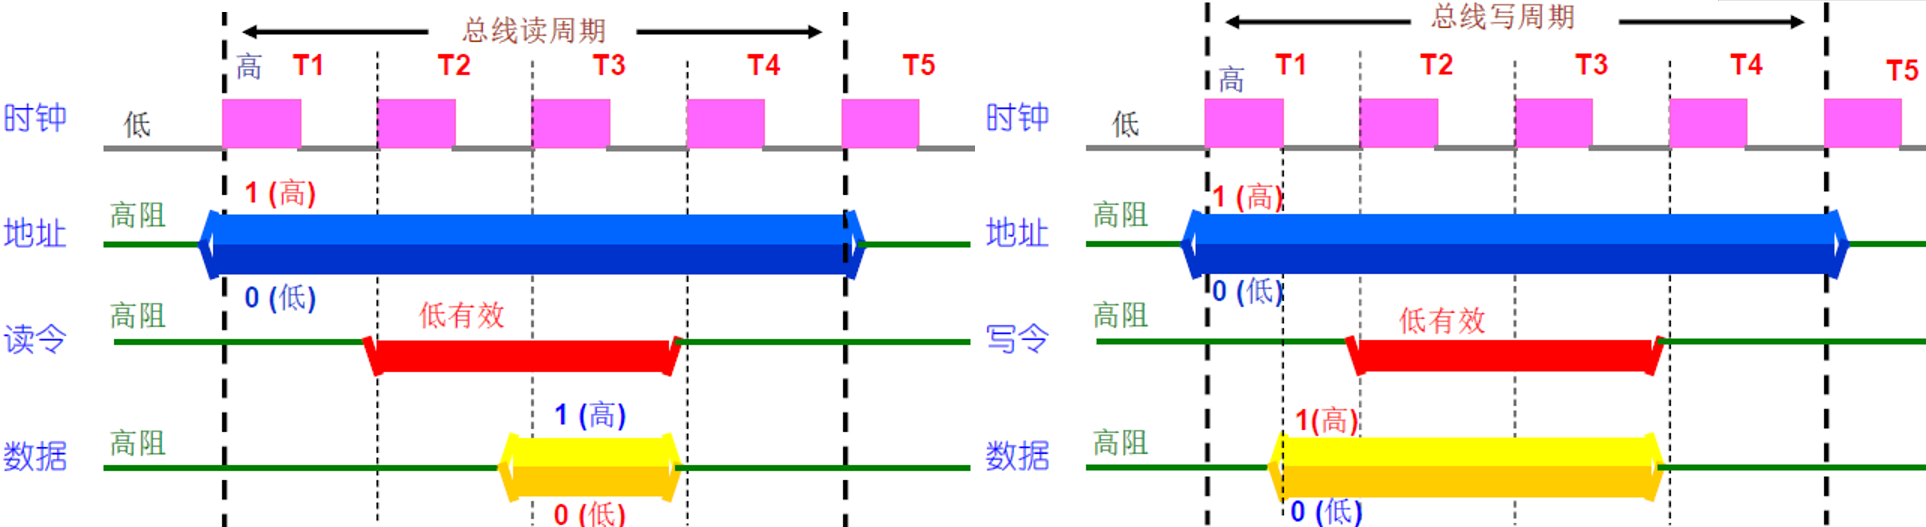 总线读周期
高 T1 T2 T3 T4 T5
时钟 低
1 (高)
地址 高阻
0 (低)
读令 高阻 低有效
1 (高)
数据 高阻
0 (低)
总线写周期
高 T1 T2 T3 T4 T5
时钟 低
1 (高)
地址 高阻
0 (低)
写令 高阻 低有效
1(高)
数据 高阻
0 (低)